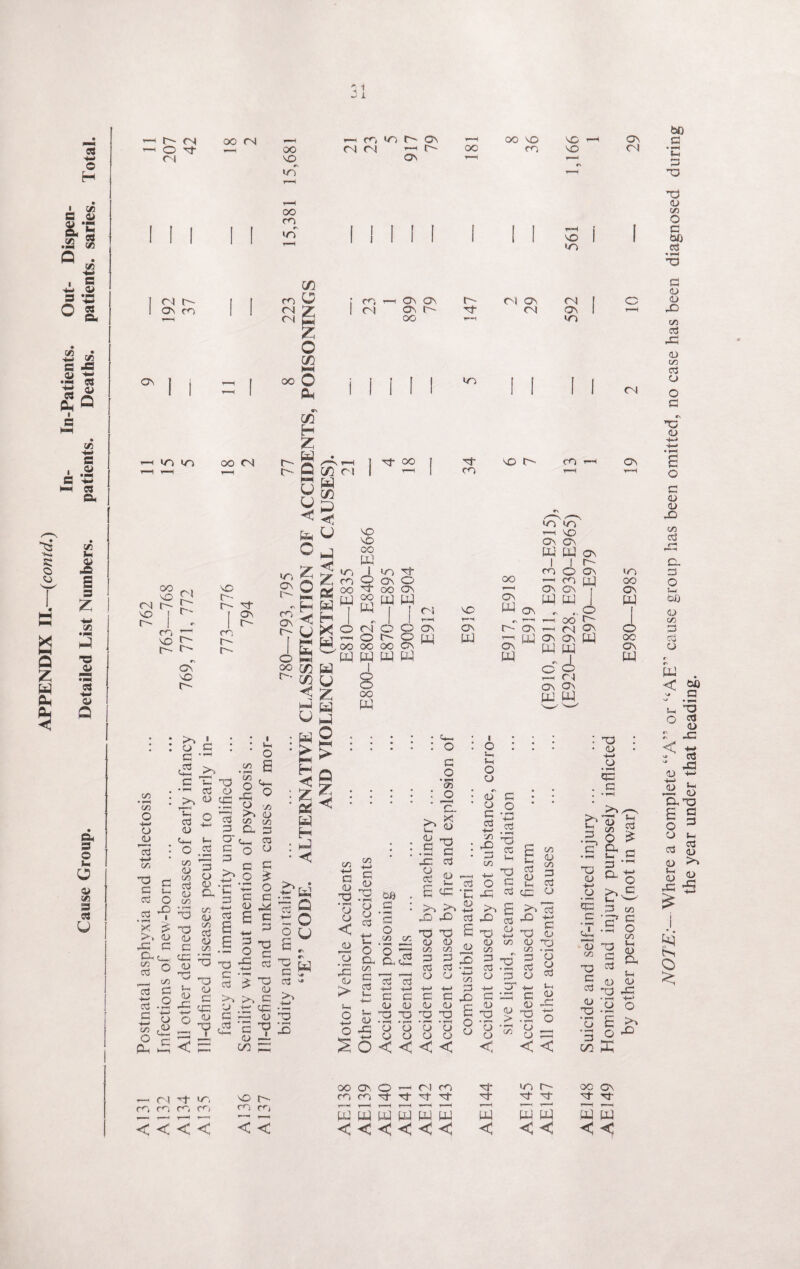 31
APPENDIX II.—(contd.)
Cause Group. Detailed List Numbers. In-patients. In-Patients. Deaths. Out-patients. Dispensaries. Total.
A131 Postnatal asphyxia and atalectosis ... 762 11 9 — — 11
A132 Infections of new-born ... 763—768 15 — 192 — 207
A134 All other defined diseases of early infancy 769, 771, 772 5 — 37 — 42
A135 Ill-defined diseases peculiar to early in-
fancy and immaturity unqualified ... 773—776 18 11 — — 18
A136 Senility without mention of psychosis ... 794 2 — — — 2
A137 Ill-defined and unknown cases of mor-
bidity and mortality ... 780—793, 795 77 8 223 15,381 15,681
“E” CODE. ALTERNATIVE CLASSIFICATION OF ACCIDENTS, POISONINGS
AND VIOLENCE (EXTERNAL CAUSES).
AE138 Motor Vehicle Accidents ... E810—E835 21 — — — 21
AE139 Other transport accidents ... E800—E802, E840—E866 — — 23 — 23
AE140 Accidental poisoning ... E870—E895 4 — 1 — 5
AE141 Accidental falls ... E900—E904 18 — 899 — 917
AE142 Accident caused by machinery ... E912 — — 79 — 79
AE143 Accident caused by fire and explosion of
combustible material ... E916 34 5 147 — 181
AE144 Accident caused by hot substance, corro-
sive liquid, steam and radiation ... E917, E918 6 — 2 — 8
AE145 Accident caused by firearm ... E919 7 — 29 — 36
AE147 All other accidental causes ... (E910, E911, E913—E915),
(E920—E928, E930—E965) 13 — 592 561 1,166
AE148 Suicide and self-inflicted injury ... E970—E979 1 — — — 1
AE149 Homicide and injury purposely inflicted
by other persons (not in war) ... E980—E985 19 2 10 — 29
NOTE:— Where a complete “A” or “AE” cause group has been omitted, no case has been diagnosed during
the year under that heading.